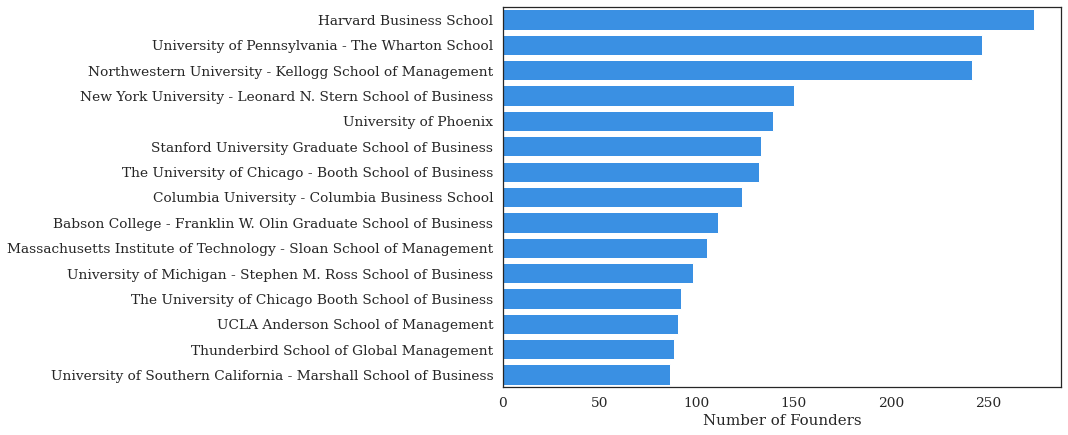 Harvard Business School
University of Pennsylvania - The Wharton School
Northwestern University - Kellogg School of Management
New York University - Leonard N. Stern School of Business
University of Phoenix
Stanford University Graduate School of Business
The University of Chicago - Booth School of Business
Columbia University - Columbia Business School
Babson College - Franklin W. Olin Graduate School of Business
Massachusetts Institute of Technology - Sloan School of Management
University of Michigan - Stephen M. Ross School of Business
The University of Chicago Booth School of Business
UCLA Anderson School of Management
Thunderbird School of Global Management
University of Southern California - Marshall School of Business
0 50 100 150 200 250
Number of Founders